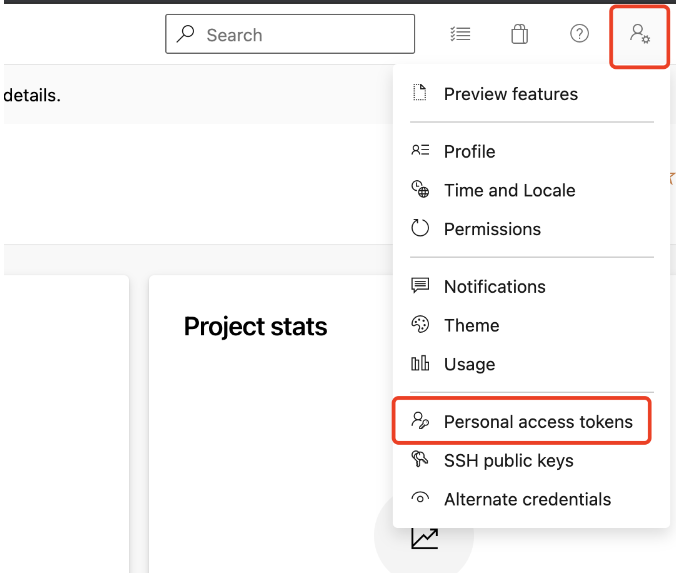 Search
details.
Preview features
Profile
Time and Locale
Permissions
Notifications
Project stats
Theme
Usage
Personal access tokens
SSH public keys
Alternate credentials